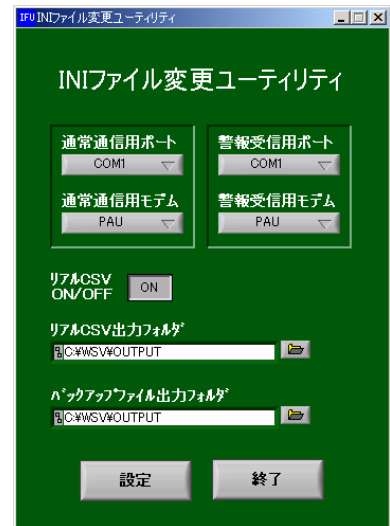 IFU INIファイル変更ユーティリティ
INIファイル変更ユーティリティ
通常通信用ポート
COM1
通常通信用モデム
PAU
警報受信用ポート
COM1
警報受信用モデム
PAU
リアルCSV
ON/OFF
ON
リアルCSV出力フォルダ
C:¥WSV¥OUTPUT
バックアップファイル出力フォルダ
C:¥WSV¥OUTPUT
設定
終了